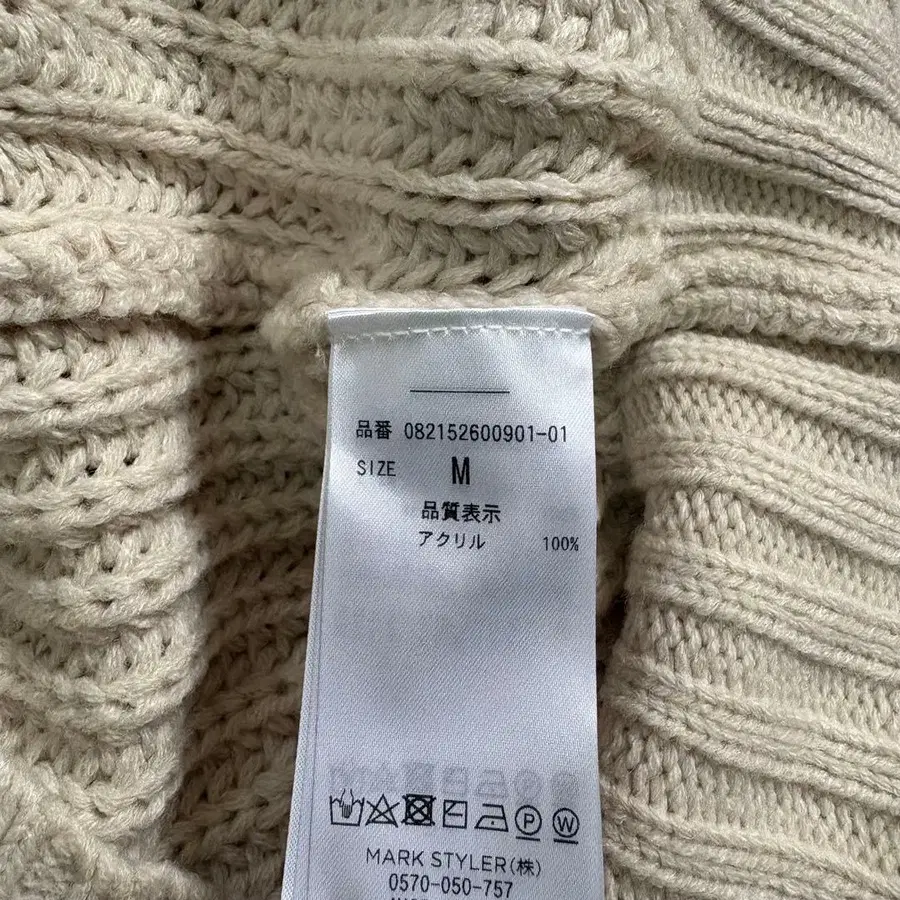 品番 082152600901-01
SIZE M
品質表示
アクリル 100%
P W
MARK STYLER(株)
0570-050-757